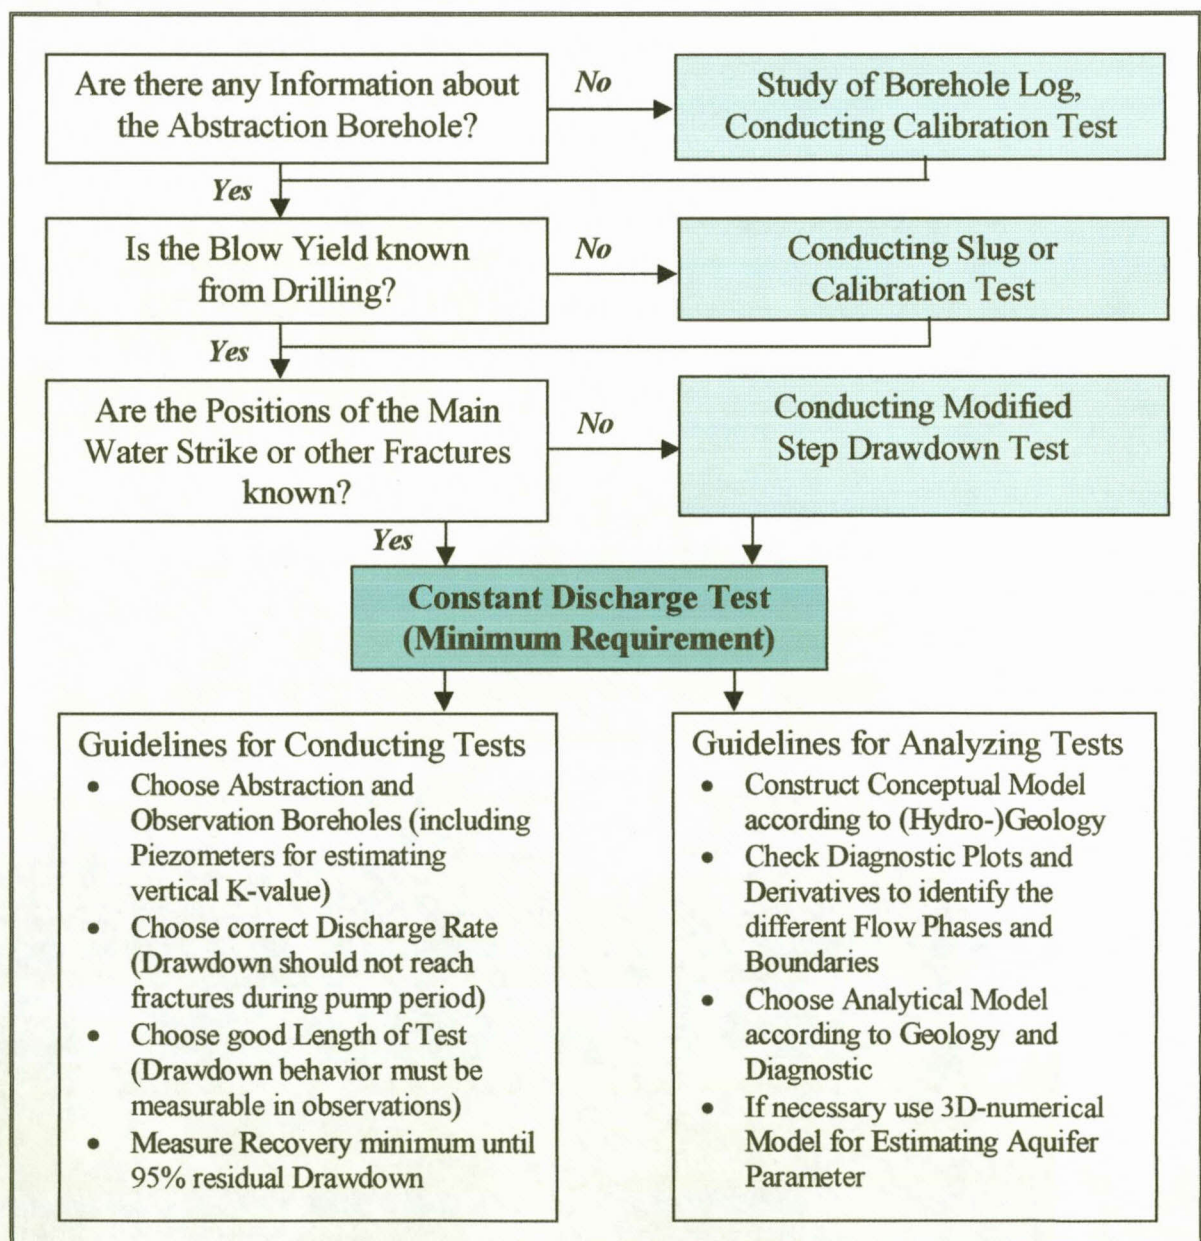 Are there any Information about
the Abstraction Borehole?
No
Study of Borehole Log,
Conducting Calibration Test
Yes
Is the Blow Yield known
from Drilling?
No
Conducting Slug or
Calibration Test
Yes
Are the Positions of the Main
Water Strike or other Fractures
known?
No
Conducting Modified
Step Drawdown Test
Yes
Constant Discharge Test
(Minimum Requirement)
Guidelines for Conducting Tests
• Choose Abstraction and
Observation Boreholes (including
Piezometers for estimating
vertical K-value)
• Choose correct Discharge Rate
(Drawdown should not reach
fractures during pump period)
• Choose good Length of Test
(Drawdown behavior must be
measurable in observations)
• Measure Recovery minimum until
95% residual Drawdown
Guidelines for Analyzing Tests
• Construct Conceptual Model
according to (Hydro-)Geology
• Check Diagnostic Plots and
Derivatives to identify the
different Flow Phases and
Boundaries
• Choose Analytical Model
according to Geology and
Diagnostic
• If necessary use 3D-numerical
Model for Estimating Aquifer
Parameter